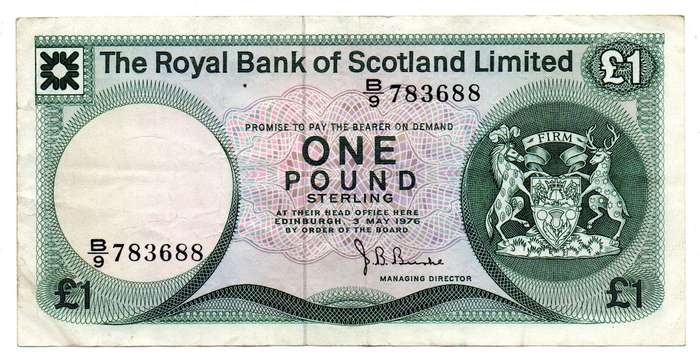 The Royal Bank of Scotland Limited £1
B/9 783688
PROMISE TO PAY THE BEARER ON DEMAND
ONE
POUND
STERLING
AT THEIR HEAD OFFICE HERE
EDINBURGH, 3 MAY 1976
BY ORDER OF THE BOARD
FIRM
B/9 783688
J. B. Burke
MANAGING DIRECTOR
£1
£1